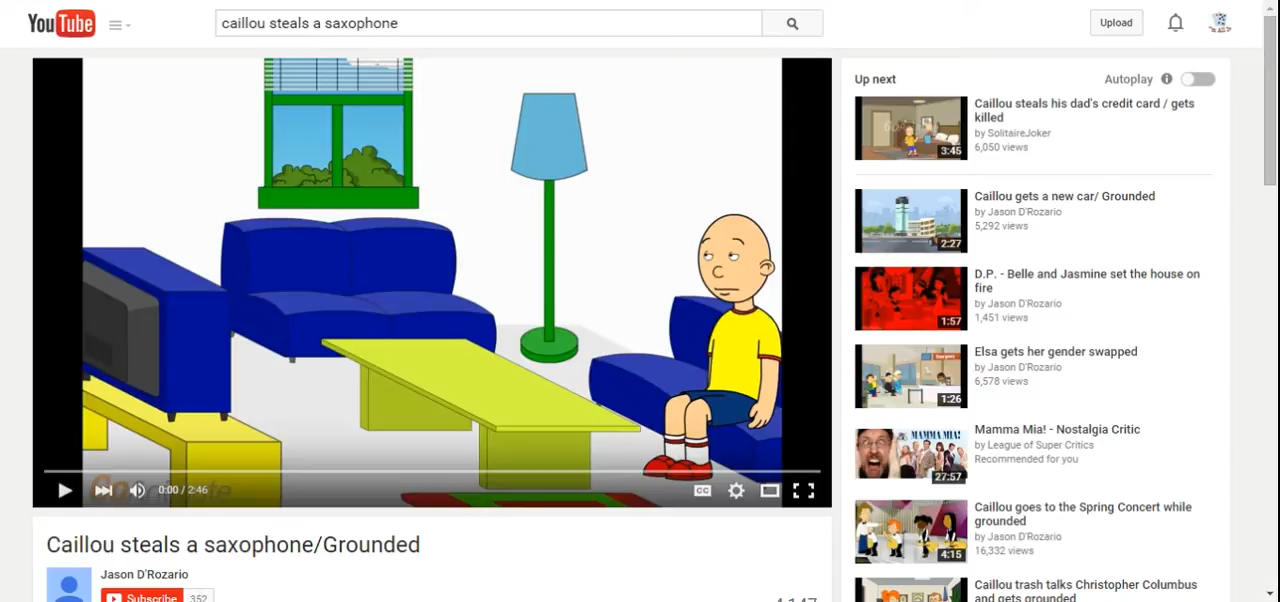 YouTube
caillou steals a saxophone
Upload
Up next
Autoplay
Caillou steals his dad's credit card / gets
killed
by SolitaireJoker
6,050 views
3:45
Caillou gets a new car/ Grounded
by Jason D'Rozario
5,292 views
2:27
D.P. - Belle and Jasmine set the house on
fire
by Jason D'Rozario
1,451 views
1:57
Elsa gets her gender swapped
by Jason D'Rozario
6,578 views
1:26
Mamma Mia! - Nostalgia Critic
by League of Super Critics
Recommended for you
MAMMA MIA!
27:57
Caillou goes to the Spring Concert while
grounded
by Jason D'Rozario
16,332 views
4:15
Caillou trash talks Christopher Columbus
and gets grounded
0:00 / 2:46
CC
Caillou steals a saxophone/Grounded
Jason D'Rozario
Subscribe
352
4,147